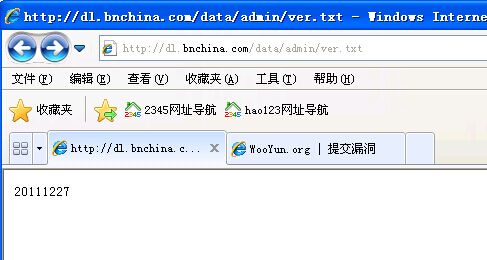 http://dl.bnchina.com/data/admin/ver.txt - Windows Interne
http://dl.bnchina.com/data/admin/ver.txt
文件(F) 编辑(E) 查看(V) 收藏夹(A) 工具(T) 帮助(H)
收藏夹 2345 2345网址导航 2345 hao123网址导航
http://dl.bnchina.c... WooYun.org | 提交漏洞
20111227